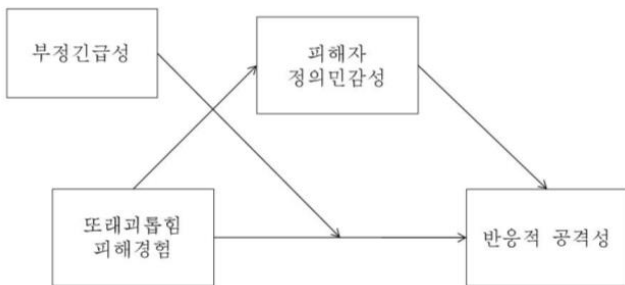 부정긴급성
피해자
정의민감성
또래괴롭힘
피해경험
반응적 공격성